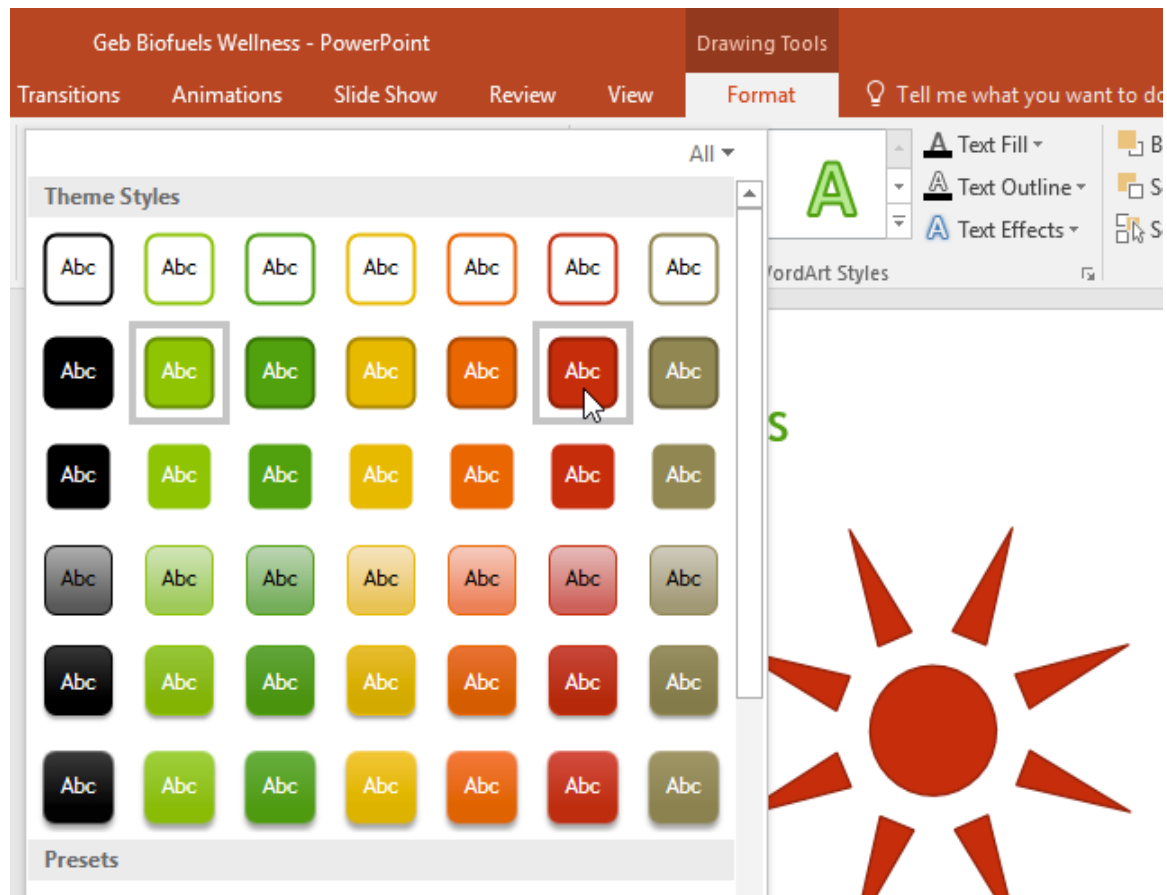 Geb Biofuels Wellness - PowerPoint
Drawing Tools
Transitions Animations Slide Show Review View Format Tell me what you want to do
All
Text Fill
Theme Styles
Text Outline
Text Effects
Abc Abc Abc Abc Abc Abc Abc
Styles
Abc Abc Abc Abc Abc Abc Abc
Abc Abc Abc Abc Abc Abc Abc
Abc Abc Abc Abc Abc Abc Abc
Abc Abc Abc Abc Abc Abc Abc
Abc Abc Abc Abc Abc Abc Abc
Presets